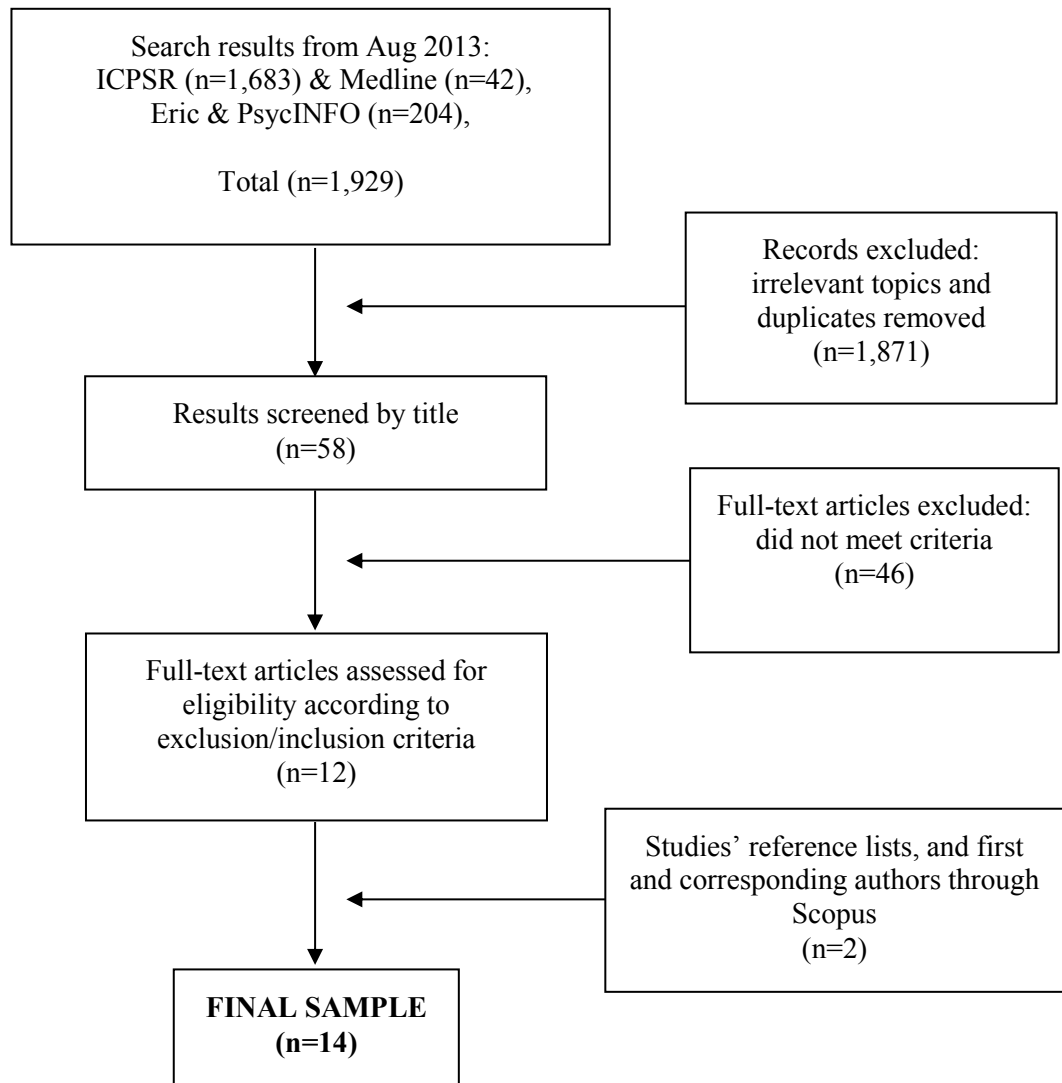 Search results from Aug 2013:
ICPSR (n=1,683) & Medline (n=42),
Eric & PsycINFO (n=204),
Total (n=1,929)
Records excluded:
irrelevant topics and
duplicates removed
(n=1,871)
Results screened by title
(n=58)
Full-text articles excluded:
did not meet criteria
(n=46)
Full-text articles assessed for
eligibility according to
exclusion/inclusion criteria
(n=12)
Studies’ reference lists, and first
and corresponding authors through
Scopus
(n=2)
FINAL SAMPLE
(n=14)